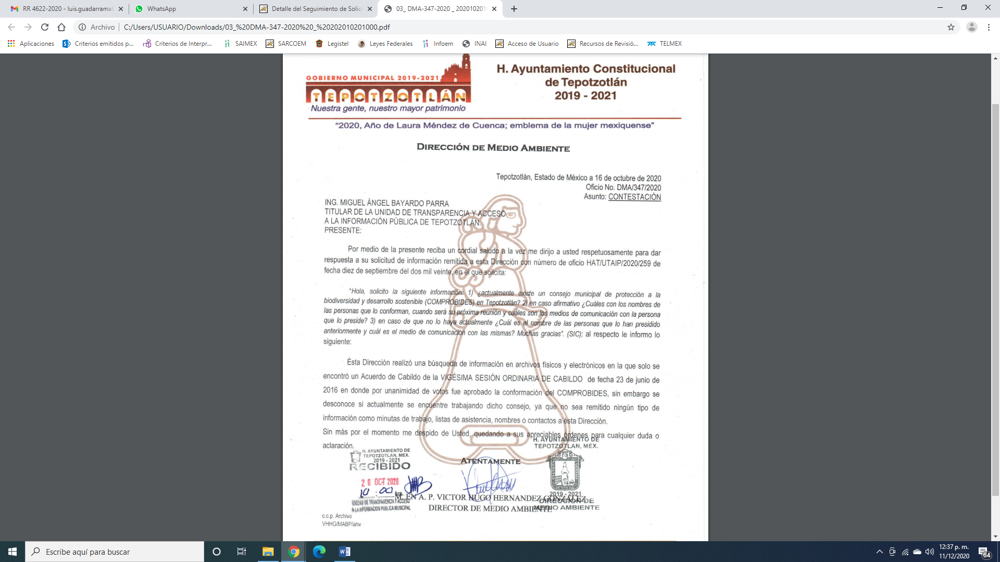 RR 4622-2020 - luis.guadarrama
WhatsApp
Detalle del Seguimiento de Solici
03_ DMA-347-2020 _ 202010201
Archivo
C:/Users/USUARIO/Downloads/03_%20DMA-347-2020%20_%20202010201000.pdf
Aplicaciones
Criterios emitidos p...
Criterios de Interpr...
SAIMEX
SARCOEM
Legistel
Leyes Federales
Infoem
INAI
Acceso de Usuario
Recursos de Revisió...
TELMEX
GOBIERNO MUNICIPAL 2019-2021
TEPOTZOTLÁN
Nuestra gente, nuestro mayor patrimonio
H. Ayuntamiento Constitucional
de Tepotzotlán
2019 - 2021
“2020, Año de Laura Méndez de Cuenca; emblema de la mujer mexiquense”
DIRECCIÓN DE MEDIO AMBIENTE
Tepotzotlán, Estado de México a 16 de octubre de 2020
Oficio No. DMA/347/2020
Asunto: CONTESTACIÓN
ING. MIGUEL ÁNGEL BAYARDO PARRA
TITULAR DE LA UNIDAD DE TRANSPARENCIA Y ACCESO
A LA INFORMACIÓN PÚBLICA DE TEPOTZOTLÁN.
PRESENTE:
Por medio de la presente reciba un cordial saludo a la vez me dirijo a usted respetuosamente para dar
respuesta a su solicitud de información remitida a esta Dirección con número de oficio HAT/UTAIP/2020/259 de
fecha diez de septiembre del dos mil veinte, en el que solicita:
“Hola, solicito la siguiente información: 1) ¿actualmente existe un consejo municipal de protección a la
biodiversidad y desarrollo sostenible (COMPROBIDES) en Tepotzotlán? 2) en caso afirmativo ¿Cuáles con los nombres de
las personas que lo conforman, cuando será su próxima reunión y cuáles son los medios de comunicación con la persona
que lo preside? 3) en caso de que no lo haya actualmente ¿Cuál es el nombre de las personas que lo han presidido
anteriormente y cuál es el medio de comunicación con las mismas? Muchas gracias”. (SIC); al respecto le informo lo
siguiente:
Ésta Dirección realizó una búsqueda de información en archivos físicos y electrónicos en la que solo se
encontró un Acuerdo de Cabildo de la VIGÉSIMA SESIÓN ORDINARIA DE CABILDO de fecha 23 de junio de
2016 en donde por unanimidad de votos fue aprobado la conformación del COMPROBIDES, sin embargo se
desconoce si actualmente se encuentre trabajando dicho consejo, ya que no sea remitido ningún tipo de
información como minutas de trabajo, listas de asistencia, nombres o contactos a ésta Dirección.
Sin más por el momento me despido de Usted, quedando a sus apreciables órdenes para cualquier duda o
aclaración.
H. AYUNTAMIENTO DE
TEPOTZOTLAN, MEX.
2019 - 2021
RECIBIDO
20 OCT 2020
10:00 hrs.
UNIDAD DE TRANSPARENCIA Y ACCESO
A LA INFORMACIÓN PUBLICA MUNICIPAL
ATENTAMENTE
M. EN A. P. VICTOR HUGO HERNANDEZ GONZALEZ
DIRECTOR DE MEDIO AMBIENTE
H. AYUNTAMIENTO DE
TEPOTZOTLAN, MEX.
2019 - 2021
DIRECCIÓN DE
MEDIO AMBIENTE
c.c.p. Archivo
VHHG/MABP/ahv
Escribe aquí para buscar
12:37 p. m.
11/12/2020
64